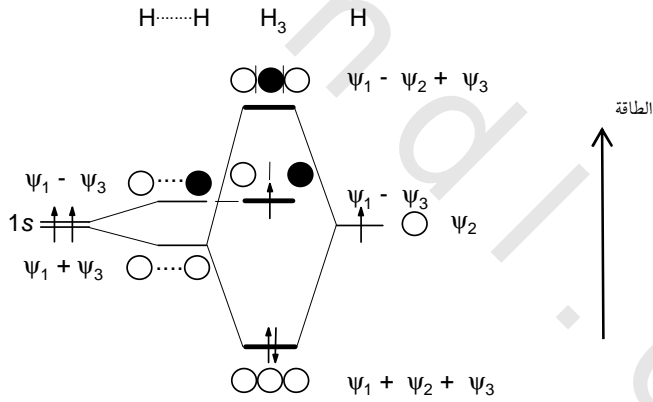 H········H H₃ H
ψ₁ - ψ₂ + ψ₃
الطاقة
ψ₁ - ψ₃
ψ₁ - ψ₃
1s
ψ₂
ψ₁ + ψ₃
ψ₁ + ψ₂ + ψ₃